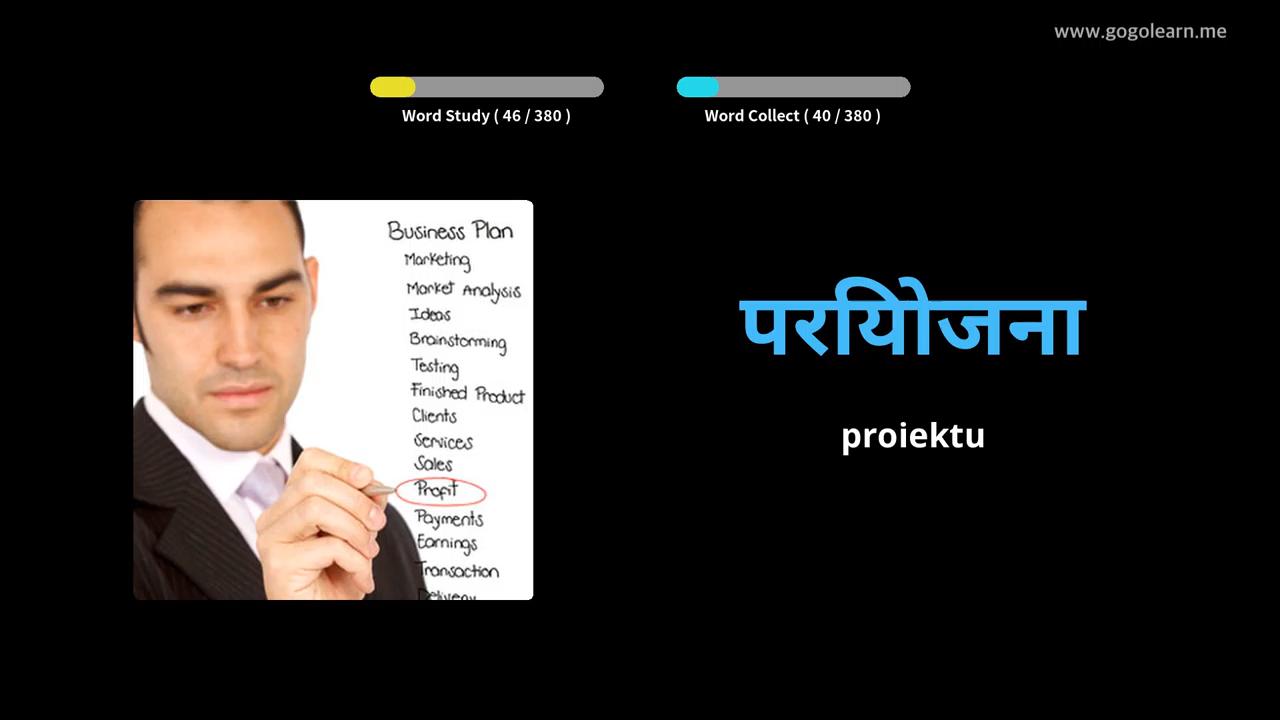 www.gogolearn.me
Word Study ( 46 / 380 )
Word Collect ( 40 / 380 )
Business Plan
Marketing
Market Analysis
Ideas
Brainstorming
Testing
Finished Product
Clients
Services
Sales
Profit
Payments
Earnings
Transaction
Delivery
परियोजना
proiektu